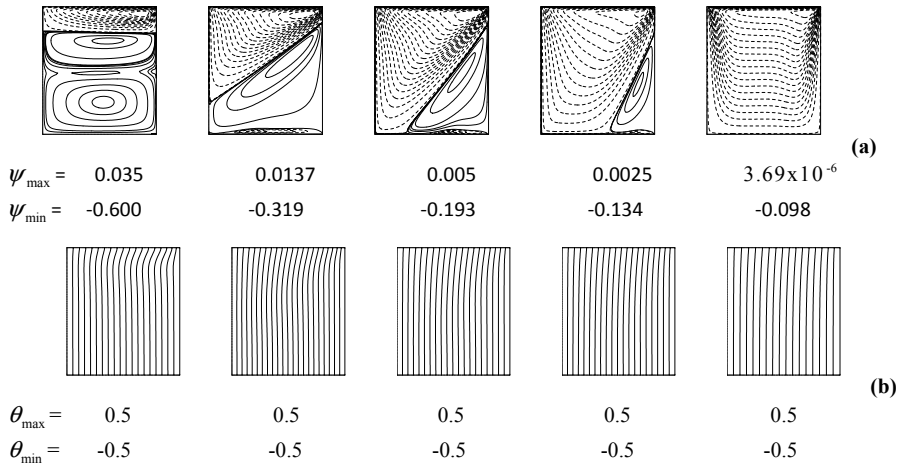 (a)
ψmax = 0.035 0.0137 0.005 0.0025 3.69x10⁻⁶
ψmin = -0.600 -0.319 -0.193 -0.134 -0.098
(b)
θmax = 0.5 0.5 0.5 0.5 0.5
θmin = -0.5 -0.5 -0.5 -0.5 -0.5